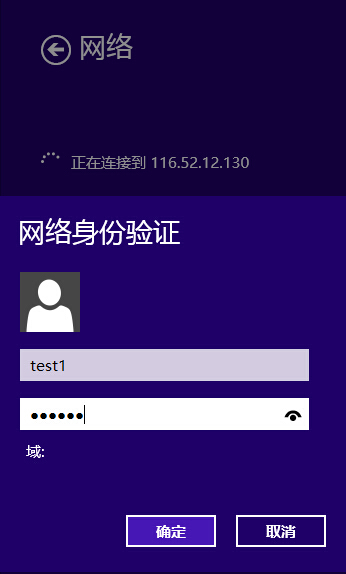 网络
正在连接到 116.52.12.130
网络身份验证
test1
●●●●●●
域:
确定
取消